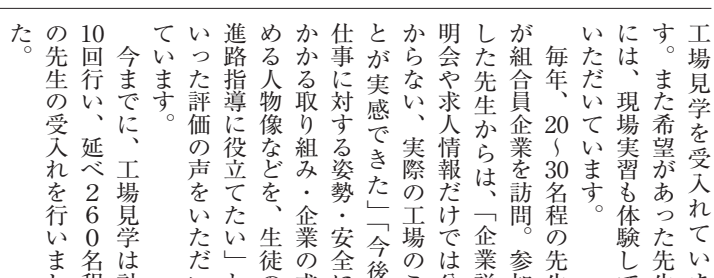 工場見学を受入れていま
す。また希望があった先生
には、現場実習も体験して
いただいています。
毎年、20～30名程の先生
が組合員企業を訪問。参加
した先生からは、「企業説
明会や求人情報だけでは分
からない、実際の工場のこ
とが実感できた」「今後
仕事に対する姿勢・安全に
かかる取り組み・企業の求
める人物像などを、生徒の
進路指導に役立てたい」と
いった評価の声をいただい
ています。
今までに、工場見学は計
10回行い、延べ260名程
の先生の受入れを行いまし
た。